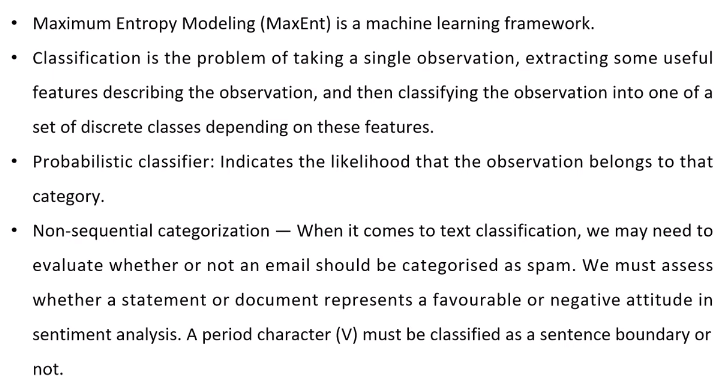 • Maximum Entropy Modeling (MaxEnt) is a machine learning framework.
• Classification is the problem of taking a single observation, extracting some useful
features describing the observation, and then classifying the observation into one of a
set of discrete classes depending on these features.
• Probabilistic classifier: Indicates the likelihood that the observation belongs to that
category.
• Non-sequential categorization — When it comes to text classification, we may need to
evaluate whether or not an email should be categorised as spam. We must assess
whether a statement or document represents a favourable or negative attitude in
sentiment analysis. A period character (V) must be classified as a sentence boundary or
not.